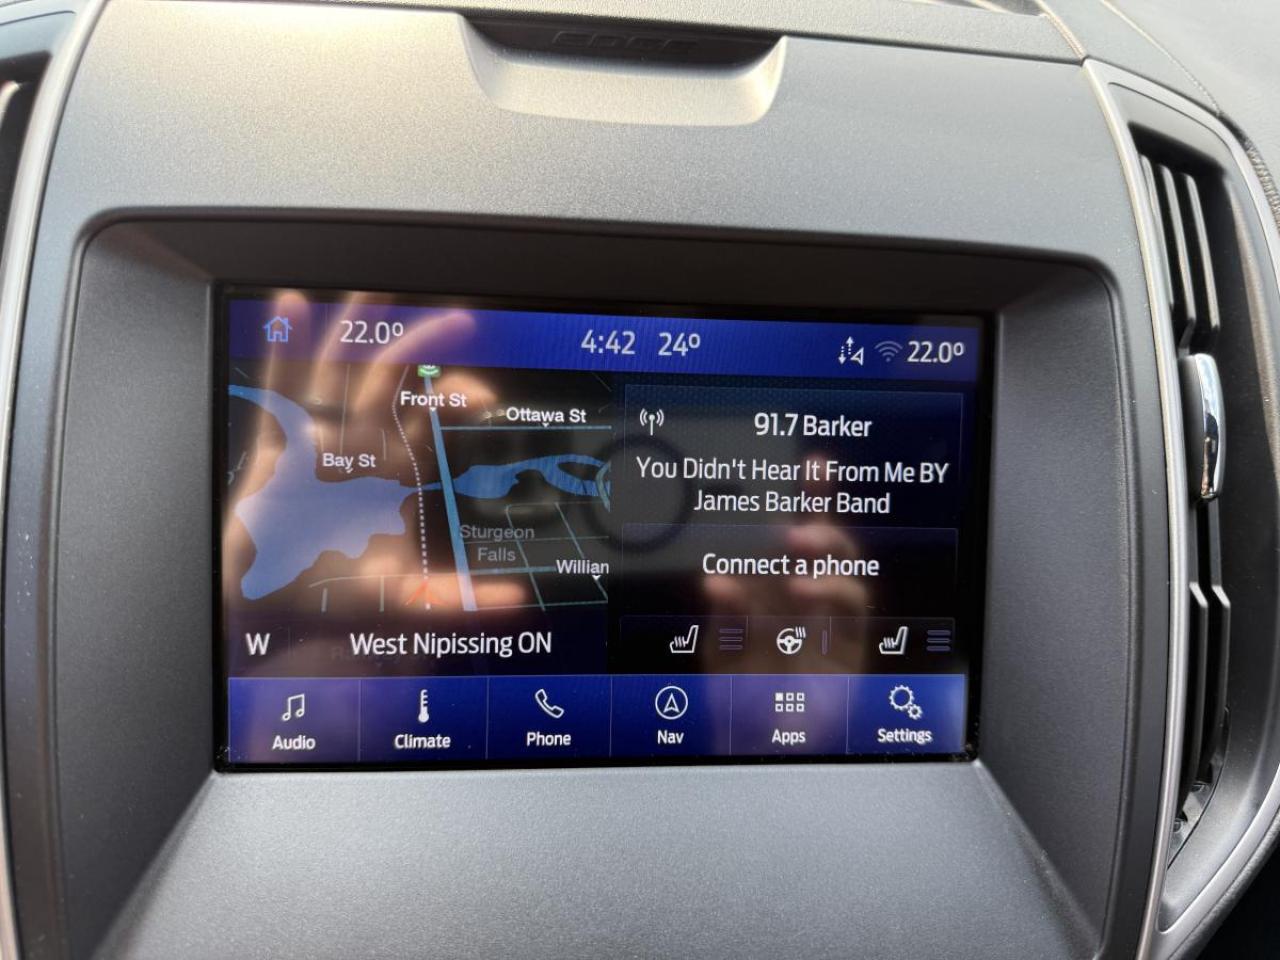 EDGE
22.0° 4:42 24° 22.0°
Front St
Ottawa St
Bay St
Sturgeon
Falls
William
91.7 Barker
You Didn't Hear It From Me BY
James Barker Band
Connect a phone
W West Nipissing ON
Audio Climate Phone Nav Apps Settings